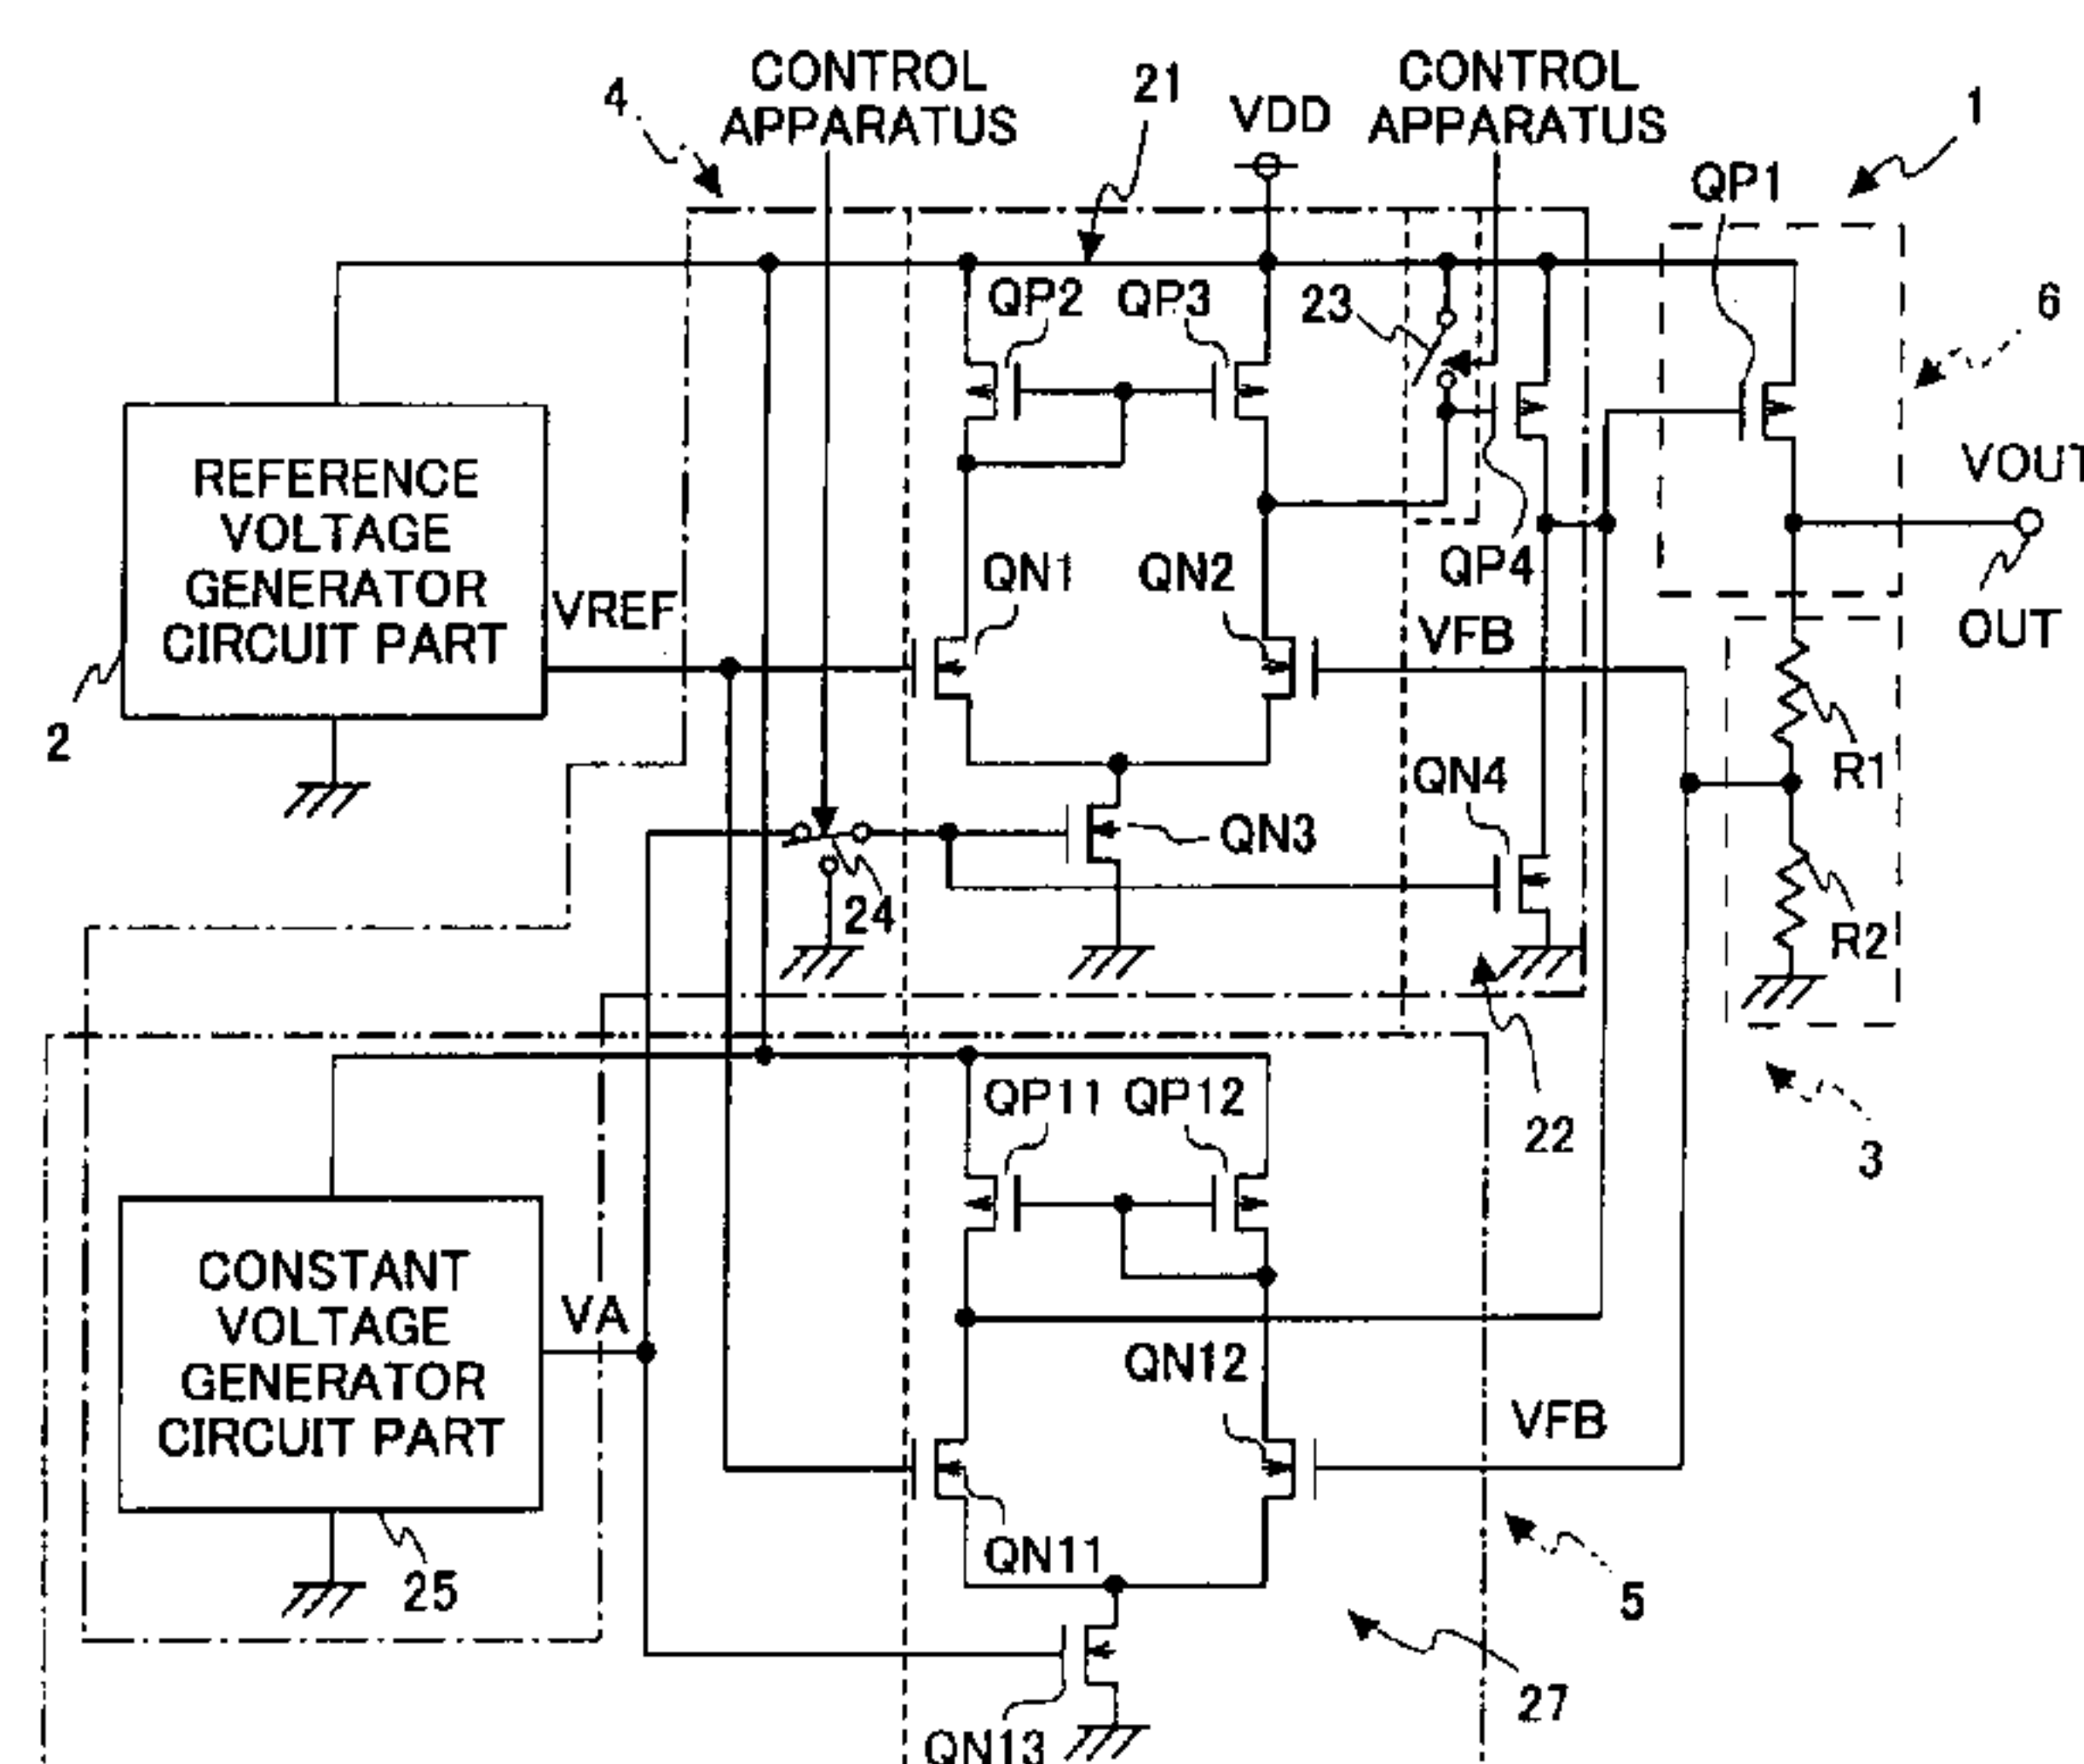 CONTROL
APPARATUS
CONTROL
APPARATUS
4
21
VDD
1
QP1
QP2
QP3
23
6
REFERENCE
VOLTAGE
GENERATOR
CIRCUIT PART
VOUT
QP4
QN1
QN2
VREF
VFB
OUT
2
R1
QN4
QN3
24
R2
QP11
QP12
22
3
CONSTANT
VOLTAGE
GENERATOR
CIRCUIT PART
VA
QN12
VFB
QN11
25
5
27
QN13